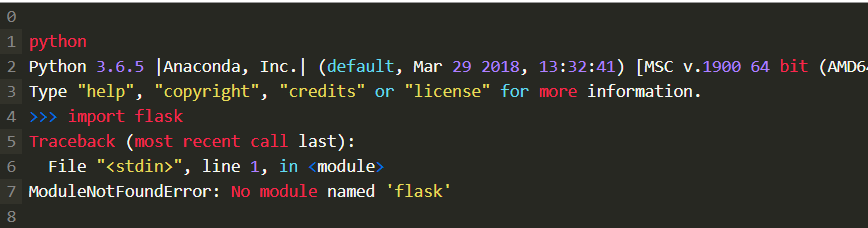 0
1 python
2 Python 3.6.5 |Anaconda, Inc.| (default, Mar 29 2018, 13:32:41) [MSC v.1900 64 bit (AMD6
3 Type "help", "copyright", "credits" or "license" for more information.
4 >>> import flask
5 Traceback (most recent call last):
6   File "<stdin>", line 1, in <module>
7 ModuleNotFoundError: No module named 'flask'
8